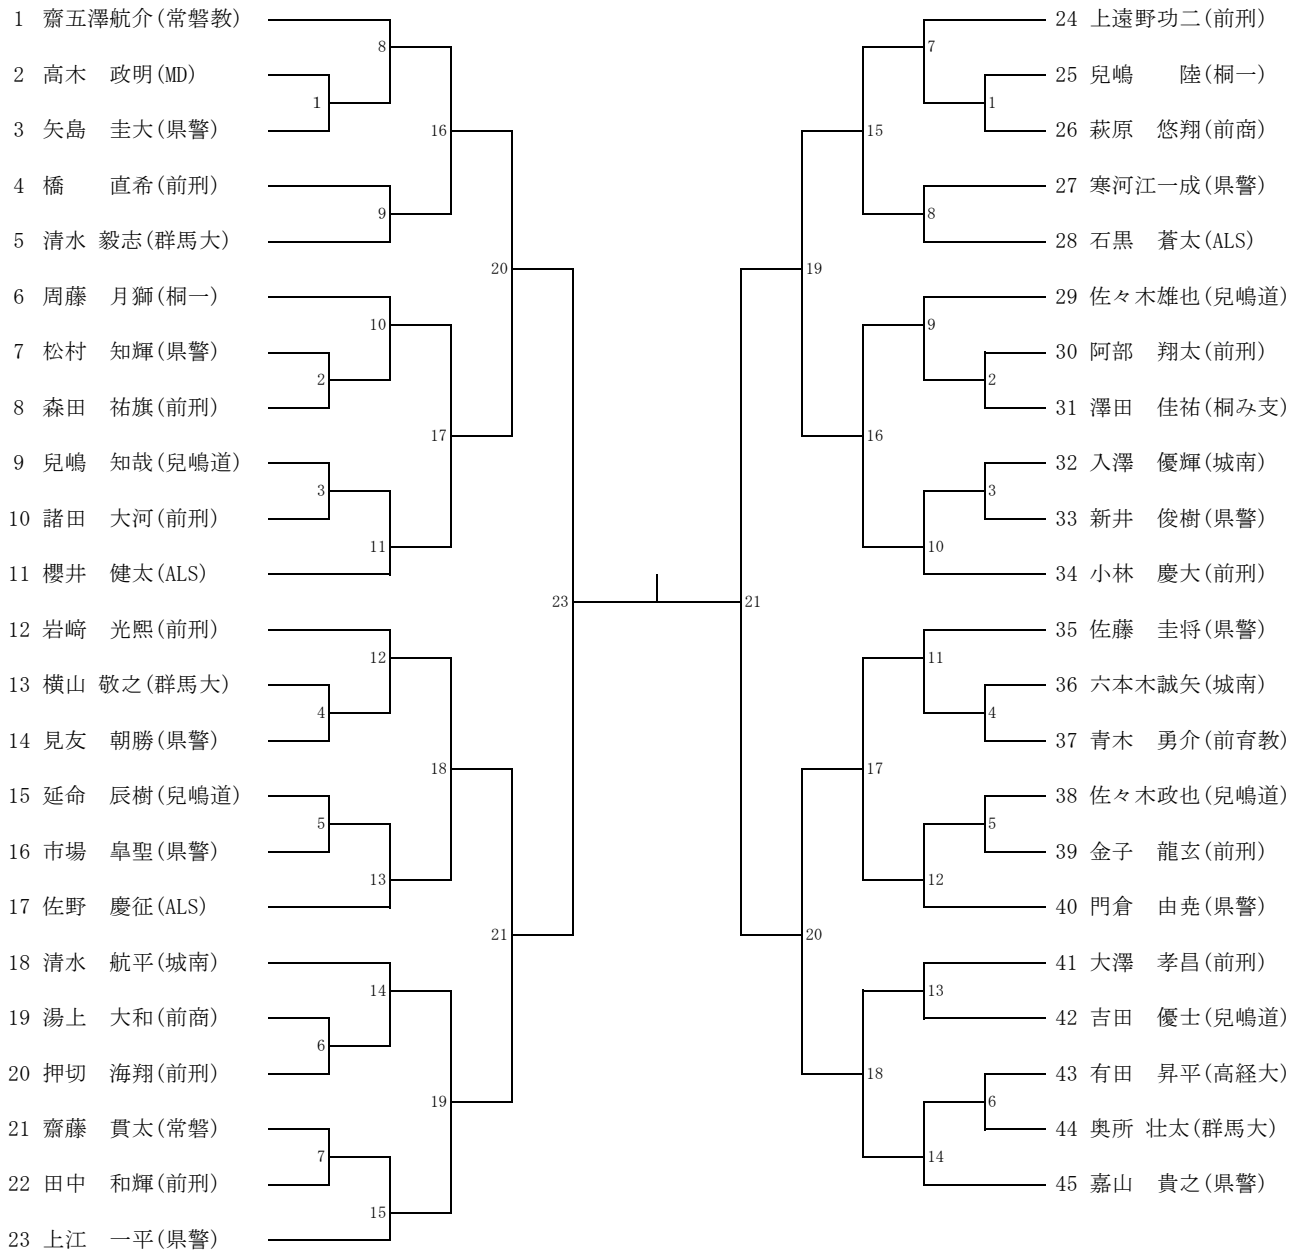 1 齋五澤航介(常磐教)
2 高木　政明(MD)
3 矢島　圭大(県警)
4 橋　　直希(前刑)
5 清水 毅志(群馬大)
6 周藤　月獅(桐一)
7 松村　知輝(県警)
8 森田　祐旗(前刑)
9 兒嶋　知哉(兒嶋道)
10 諸田　大河(前刑)
11 櫻井　健太(ALS)
12 岩﨑　光熙(前刑)
13 横山 敬之(群馬大)
14 見友　朝勝(県警)
15 延命　辰樹(兒嶋道)
16 市場　皐聖(県警)
17 佐野　慶征(ALS)
18 清水　航平(城南)
19 湯上　大和(前商)
20 押切　海翔(前刑)
21 齋藤　貫太(常磐)
22 田中　和輝(前刑)
23 上江　一平(県警)
8
1
16
9
20
10
2
17
3
11
23
12
4
18
5
13
21
14
6
19
7
15
7
1
15
8
19
9
2
16
3
10
21
11
4
17
5
12
20
13
18
6
14
24 上遠野功二(前刑)
25 兒嶋　　陸(桐一)
26 萩原　悠翔(前商)
27 寒河江一成(県警)
28 石黒　蒼太(ALS)
29 佐々木雄也(兒嶋道)
30 阿部　翔太(前刑)
31 澤田　佳祐(桐み支)
32 入澤　優輝(城南)
33 新井　俊樹(県警)
34 小林　慶大(前刑)
35 佐藤　圭将(県警)
36 六本木誠矢(城南)
37 青木　勇介(前育教)
38 佐々木政也(兒嶋道)
39 金子　龍玄(前刑)
40 門倉　由尭(県警)
41 大澤　孝昌(前刑)
42 吉田　優士(兒嶋道)
43 有田　昇平(高経大)
44 奥所 壮太(群馬大)
45 嘉山　貴之(県警)